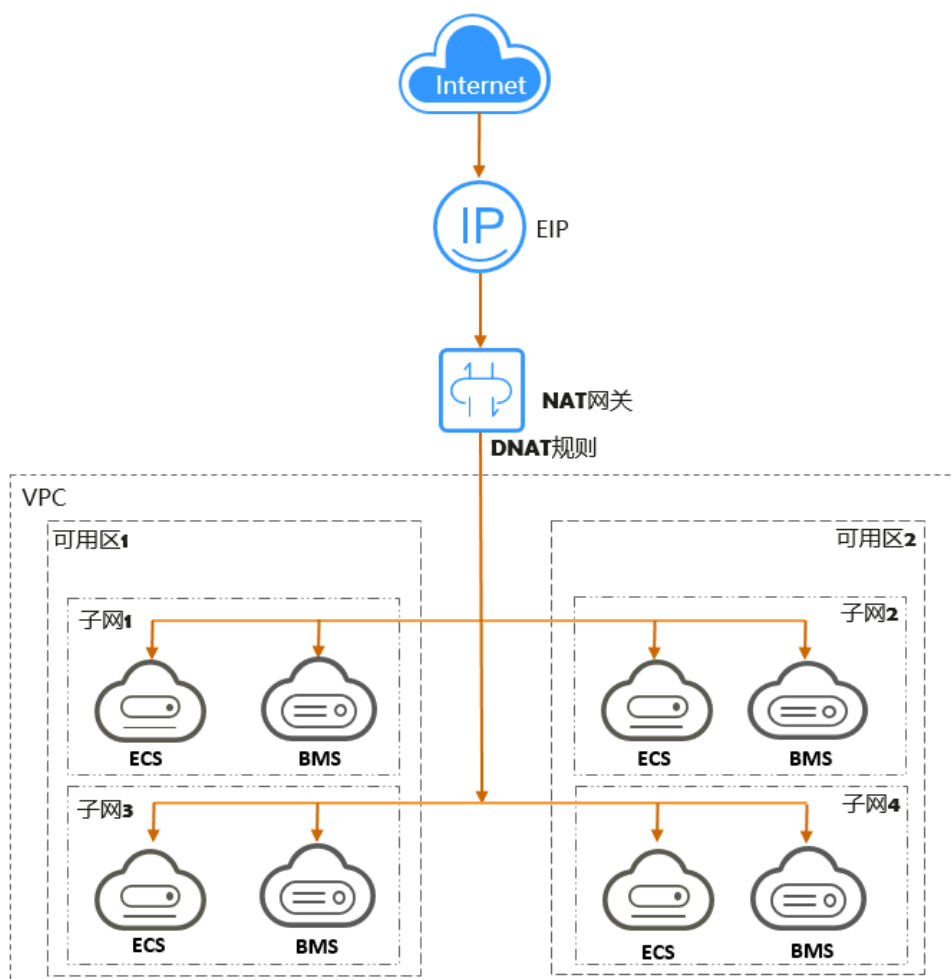 Internet
IP
EIP
NAT网关
DNAT规则
VPC
可用区1
可用区2
子网1
子网2
ECS
BMS
ECS
BMS
子网3
子网4
ECS
BMS
ECS
BMS